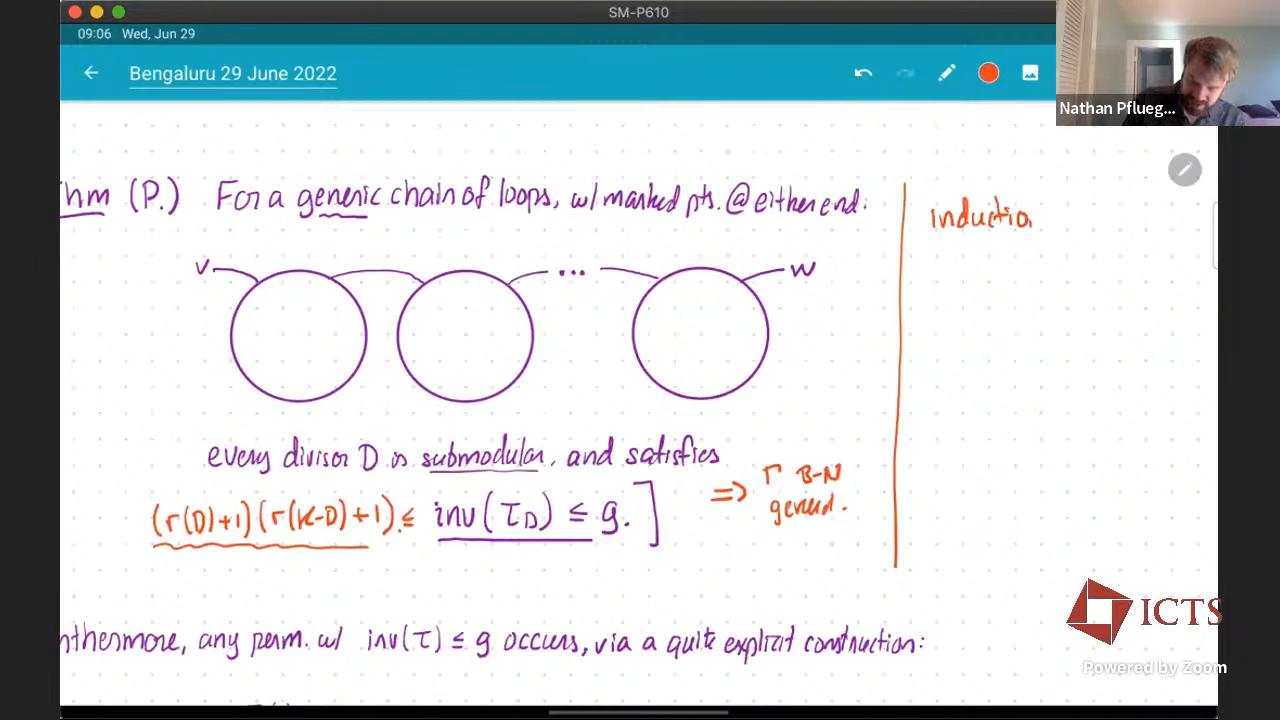 SM-P610
09:06 Wed, Jun 29
Bengaluru 29 June 2022
Nathan Pflueg...
hm (P.) For a generic chain of loops, w/ marked pts. @ either end:
inductio
v ... w
every divisor D is submodular, and satisfies
(r(D)+1)(r(K-D)+1) ≤ inv(τ_D) ≤ g. ]
⇒ Γ B-N
general.
ICTS
rthermore, any perm. w/ inv(τ) ≤ g occurs, via a quite explicit construction:
Powered by Zoom